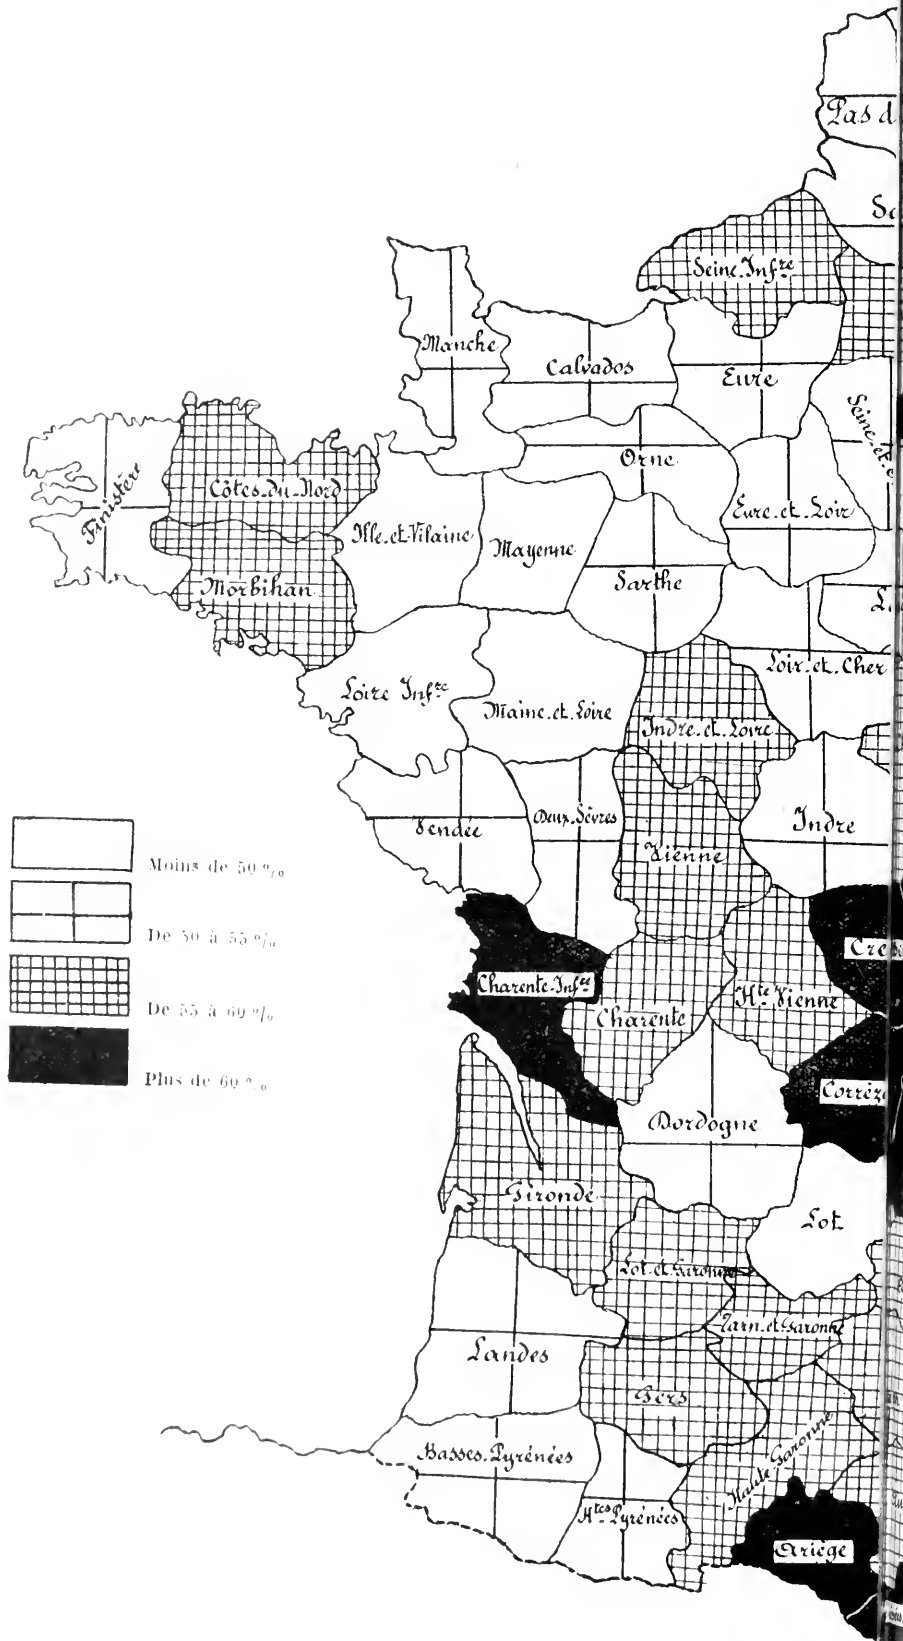 Pas d
Seine Infre
Manche
Calvados
Eure
Seine-et-
Orne
Finistère
Côtes-du-Nord
Ille-et-Vilaine
Mayenne
Eure-et-Loir
Morbihan
Sarthe
Loir-et-Cher
Loire Infre
Maine-et-Loire
Indre-et-Loire
Vendée
Deux-Sèvres
Vienne
Indre
Moins de 50 %
De 50 à 55 %
De 55 à 60 %
Plus de 60 %
Charente-Infre
Charente
Hte Vienne
Corrèz
Dordogne
Gironde
Lot
Lot-et-Garonne
Tarn-et-Garonne
Landes
Gers
Haute-Garonne
Basses-Pyrénées
Htes Pyrénées
Ariège